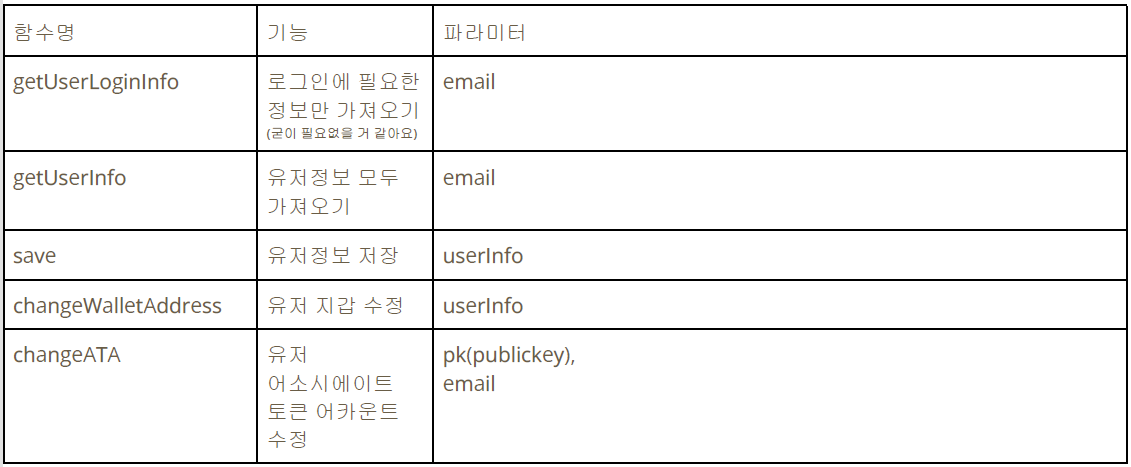 함수명 기능 파라미터
getUserLoginInfo 로그인에 필요한 email
정보만 가져오기
(굳이 필요없을 거 같아요)
getUserInfo 유저정보 모두 email
가져오기
save 유저정보 저장 userInfo
changeWalletAddress 유저 지갑 수정 userInfo
changeATA 유저 pk(publickey),
어소시에이트 email
토큰 어카운트
수정